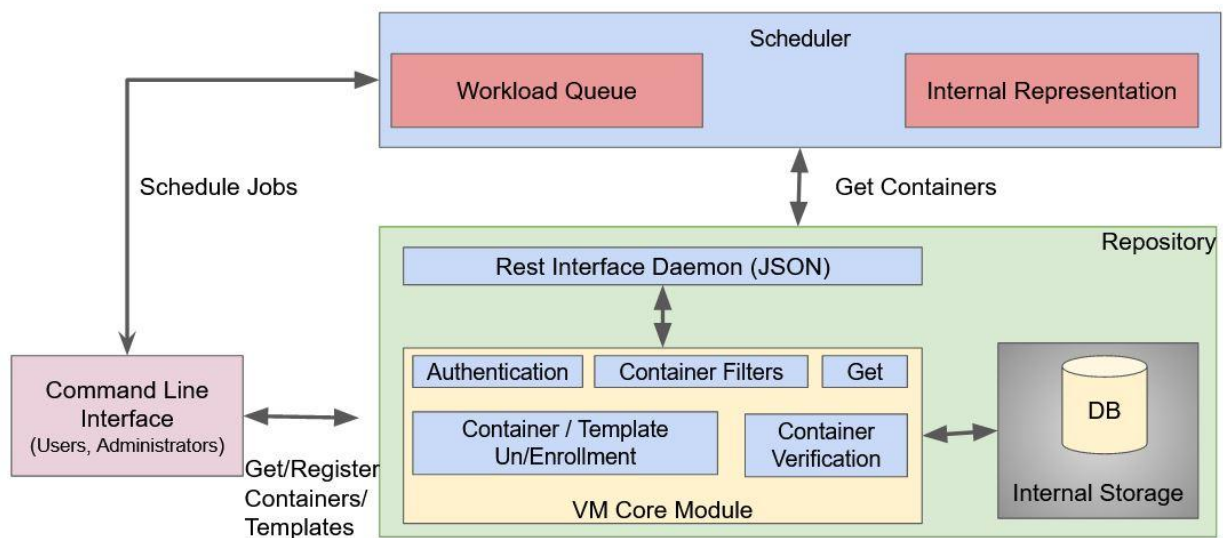 Scheduler
Workload Queue
Internal Representation
Schedule Jobs
Get Containers
Repository
Rest Interface Daemon (JSON)
Authentication
Container Filters
Get
Command Line
Interface
(Users, Administrators)
Container / Template
Un/Enrollment
Container
Verification
DB
Get/Register
Containers/
Templates
VM Core Module
Internal Storage